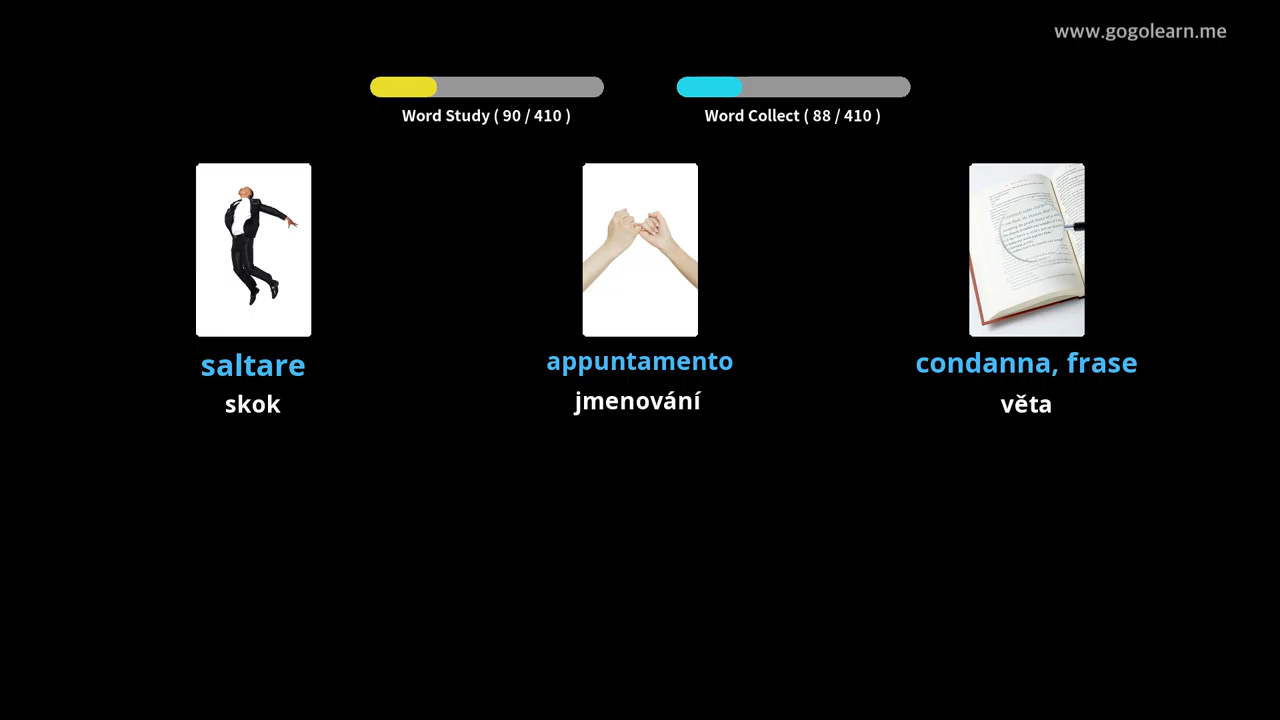 www.gogolearn.me
Word Study ( 90 / 410 )
Word Collect ( 88 / 410 )
saltare
appuntamento
condanna, frase
skok
jmenování
věta